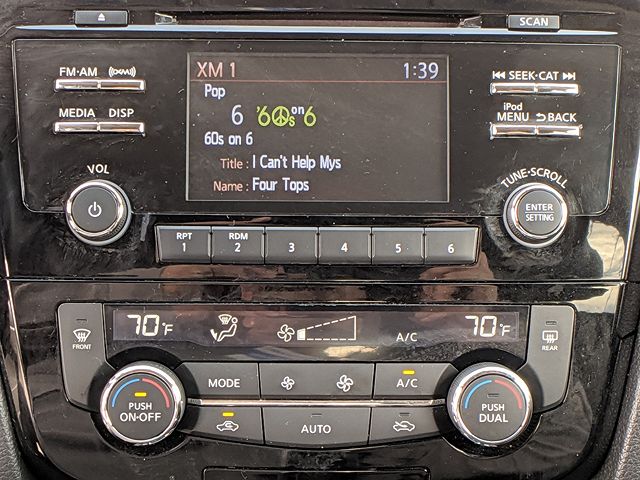 SCAN
FM·AM
MEDIA DISP
VOL
XM 1 1:39
Pop
6 60s on 6
60s on 6
Title : I Can't Help Mys
Name : Four Tops
SEEK·CAT
iPod
MENU BACK
TUNE·SCROLL
ENTER
SETTING
RPT RDM
1 2 3 4 5 6
70°F A/C 70°F
FRONT
REAR
MODE A/C
PUSH
ON·OFF
AUTO
PUSH
DUAL